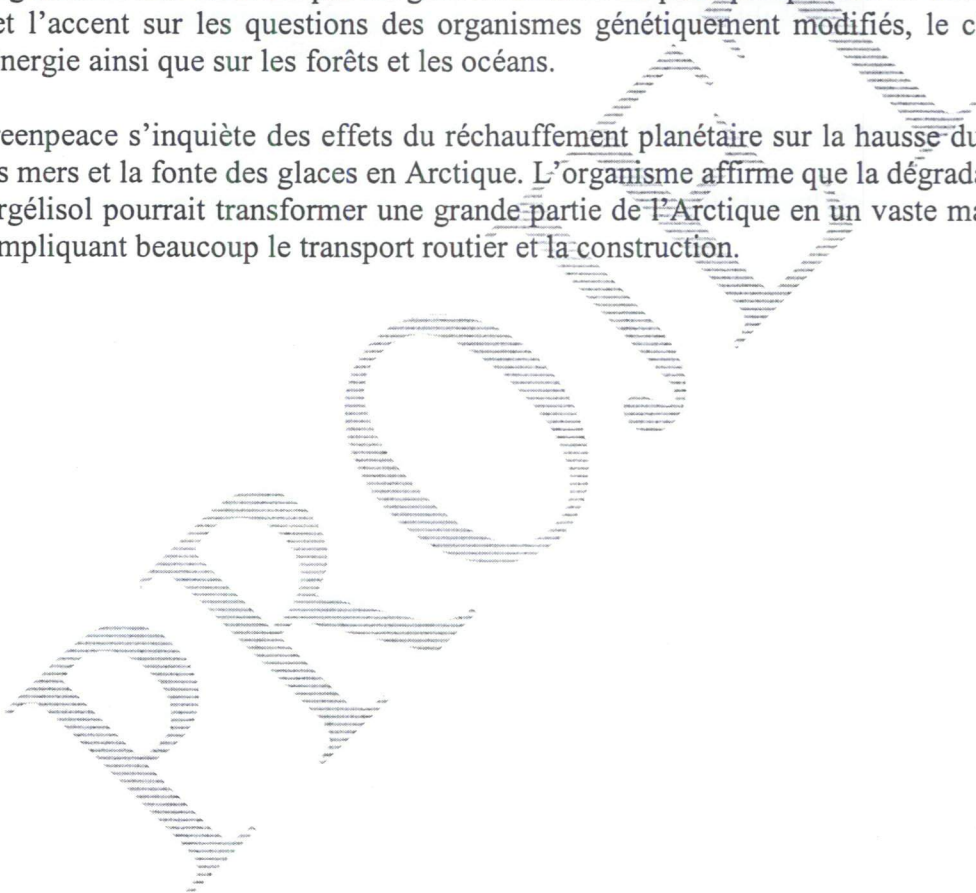 et l'accent sur les questions des organismes génétiquement modifiés, le c
nergie ainsi que sur les forêts et les océans.
eenpeace s'inquiète des effets du réchauffement planétaire sur la hausse du
s mers et la fonte des glaces en Arctique. L'organisme affirme que la dégrad
rgélisol pourrait transformer une grande partie de l'Arctique en un vaste ma
mpliquant beaucoup le transport routier et la construction.